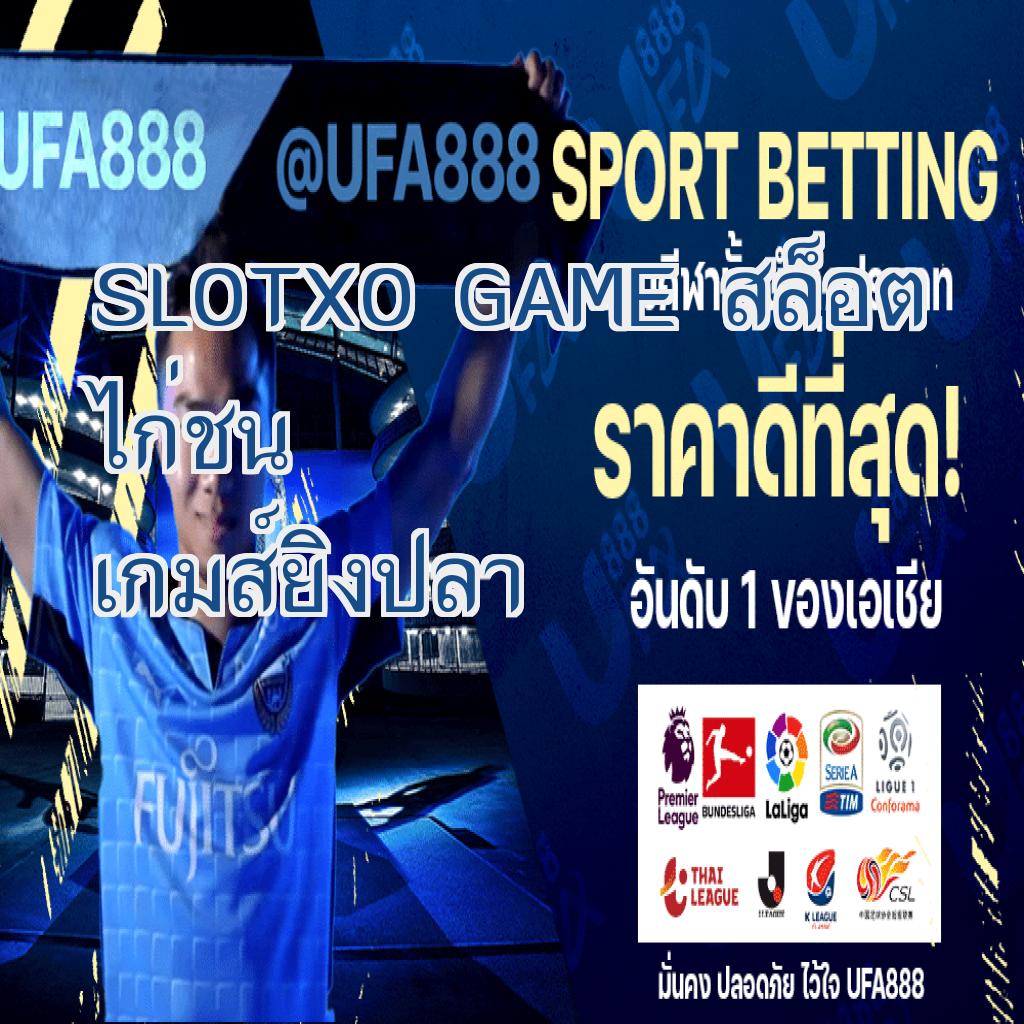 UFA888
@UFA888
SPORT BETTING
SLOTXO GAME สล็อต
ไก่ชน
เกมส์ยิงปลา
ราคาดีที่สุด!
อันดับ 1 ของเอเชีย
FUJITSU
Premier
League
BUNDESLIGA
LaLiga
SERIE A
TIM
LIGUE 1
Conforama
THAI
LEAGUE
J.LEAGUE
K LEAGUE
CSL
มั่นคง ปลอดภัย ไว้ใจ UFA888